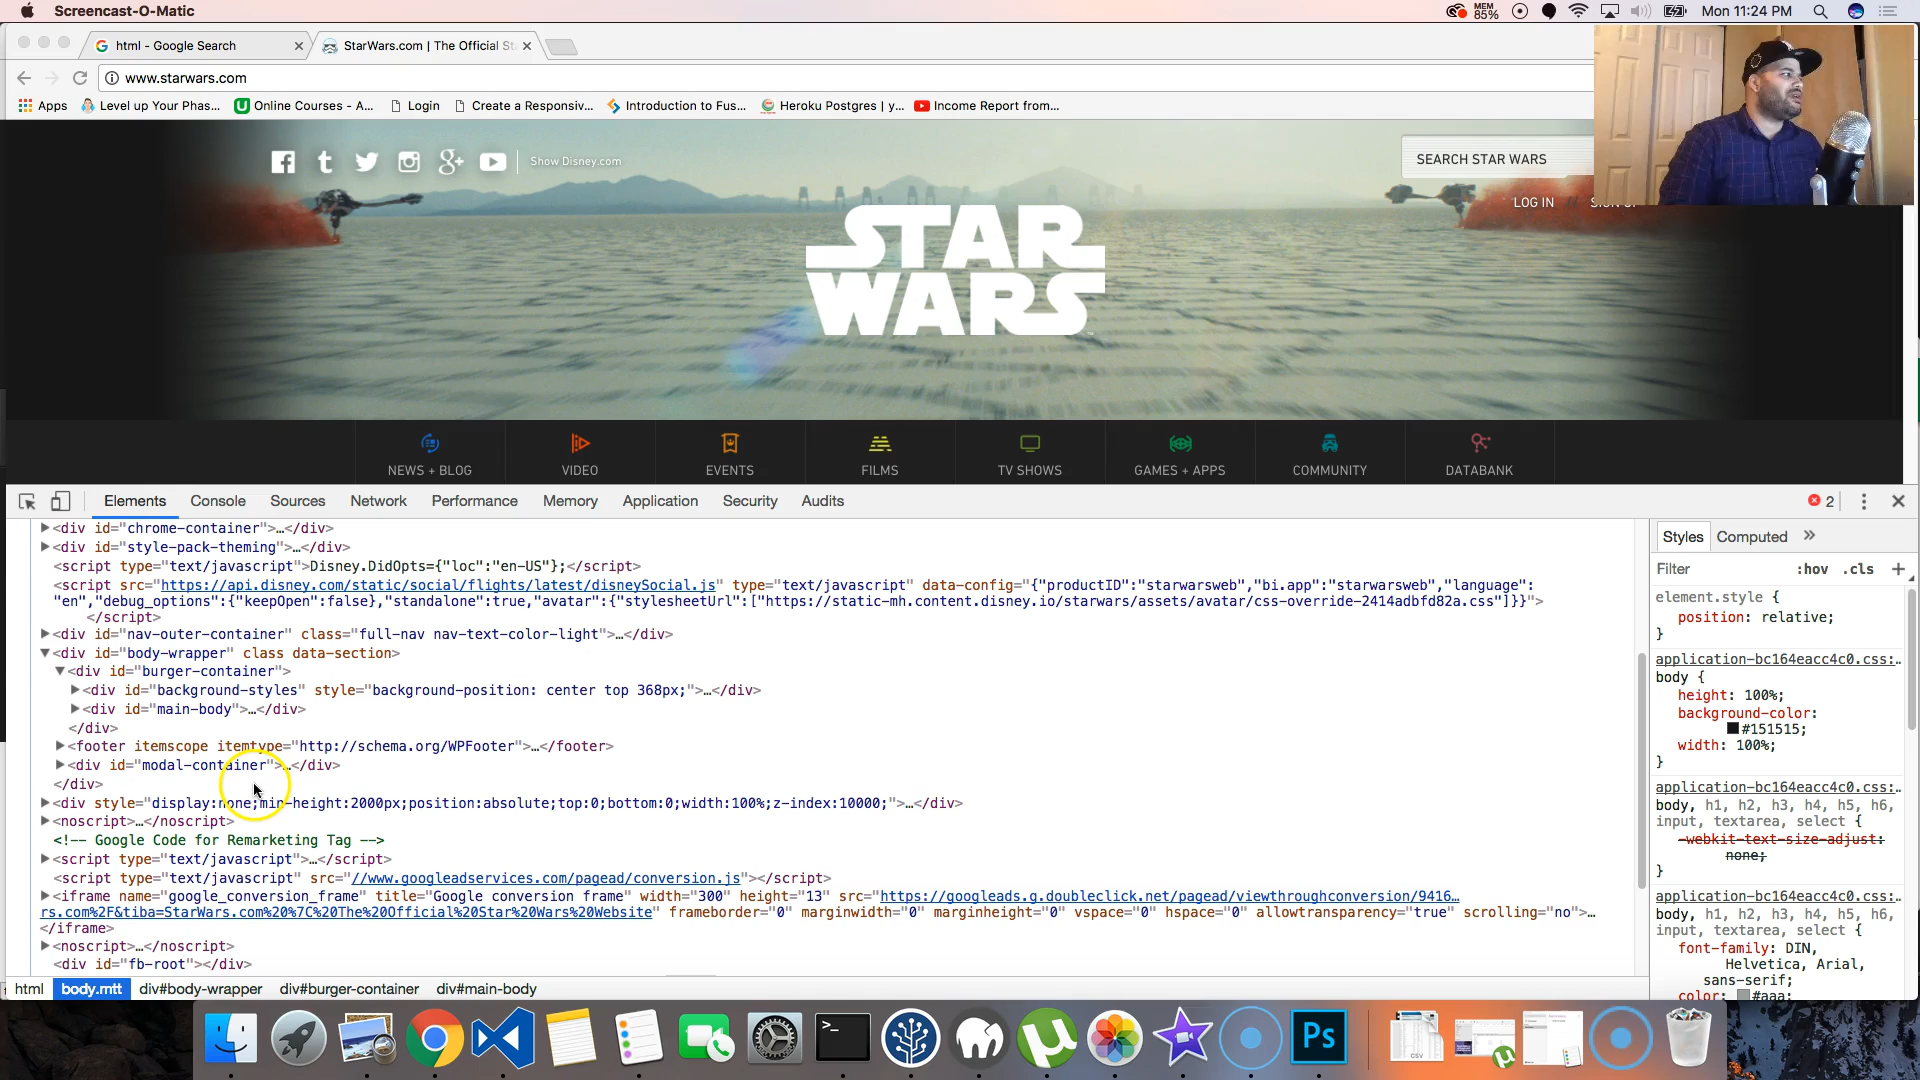 Screencast-O-Matic
MEM
85%
Mon 11:24 PM
html - Google Search
StarWars.com | The Official St
www.starwars.com
Apps
Level up Your Phas...
Online Courses - A...
Login
Create a Responsiv...
Introduction to Fus...
Heroku Postgres | y...
Income Report from...
Show Disney.com
SEARCH STAR WARS
LOG IN // SIGN UP
STAR
WARS
NEWS + BLOG
VIDEO
EVENTS
FILMS
TV SHOWS
GAMES + APPS
COMMUNITY
DATABANK
Elements Console Sources Network Performance Memory Application Security Audits
2
<div id="chrome-container">…</div>
<div id="style-pack-theming">…</div>
<script type="text/javascript">Disney.DidOpts={"loc":"en-US"};</script>
<script src="https://api.disney.com/static/social/flights/latest/disneySocial.js" type="text/javascript" data-config="{"productID":"starwarsweb","bi.app":"starwarsweb","language":
"en","debug_options":{"keepOpen":false},"standalone":true,"avatar":{"stylesheetUrl":["https://static-mh.content.disney.io/starwars/assets/avatar/css-override-2414adbfd82a.css"]}}">
</script>
<div id="nav-outer-container" class="full-nav nav-text-color-light">…</div>
<div id="body-wrapper" class data-section>
<div id="burger-container">
<div id="background-styles" style="background-position: center top 368px;">…</div>
<div id="main-body">…</div>
</div>
<footer itemscope itemtype="http://schema.org/WPFooter">…</footer>
<div id="modal-container">…</div>
</div>
<div style="display:none;min-height:2000px;position:absolute;top:0;bottom:0;width:100%;z-index:10000;">…</div>
<noscript>…</noscript>
<!-- Google Code for Remarketing Tag -->
<script type="text/javascript">…</script>
<script type="text/javascript" src="//www.googleadservices.com/pagead/conversion.js"></script>
<iframe name="google_conversion_frame" title="Google conversion frame" width="300" height="13" src="https://googleads.g.doubleclick.net/pagead/viewthroughconversion/9416…
rs.com%2F&tiba=StarWars.com%20%7C%20The%20Official%20Star%20Wars%20Website" frameborder="0" marginwidth="0" marginheight="0" vspace="0" hspace="0" allowtransparency="true" scrolling="no">…
</iframe>
<noscript>…</noscript>
<div id="fb-root"></div>
html body.mtt div#body-wrapper div#burger-container div#main-body
Styles Computed »
Filter :hov .cls +
element.style {
position: relative;
}
application-bc164eacc4c0.css:…
body {
height: 100%;
background-color:
#151515;
width: 100%;
}
application-bc164eacc4c0.css:…
body, h1, h2, h3, h4, h5, h6,
input, textarea, select {
-webkit-text-size-adjust:
none;
}
application-bc164eacc4c0.css:…
body, h1, h2, h3, h4, h5, h6,
input, textarea, select {
font-family: DIN,
Helvetica, Arial,
sans-serif;
color: #aaa;
>_
Ps
CSV